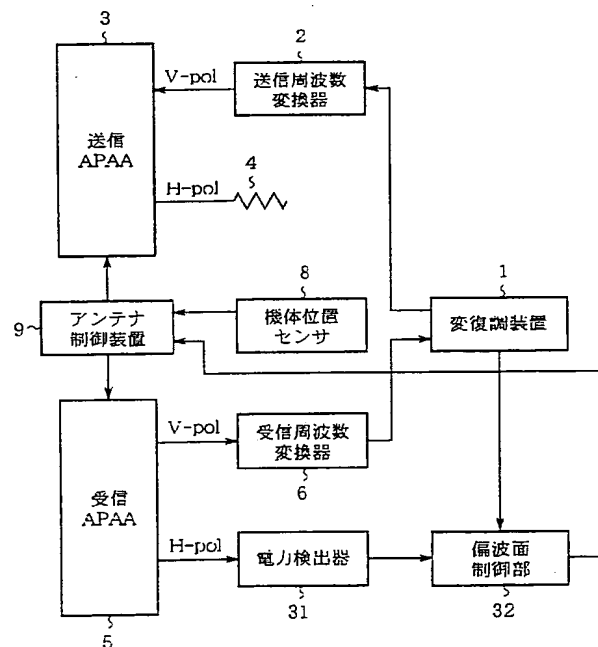 3
2
V-pol
送信周波数
変換器
送信
APAA
4
H-pol
8
1
9
アンテナ
制御装置
機体位置
センサ
変復調装置
V-pol
受信周波数
変換器
6
受信
APAA
H-pol
電力検出器
偏波面
制御部
31
32
5